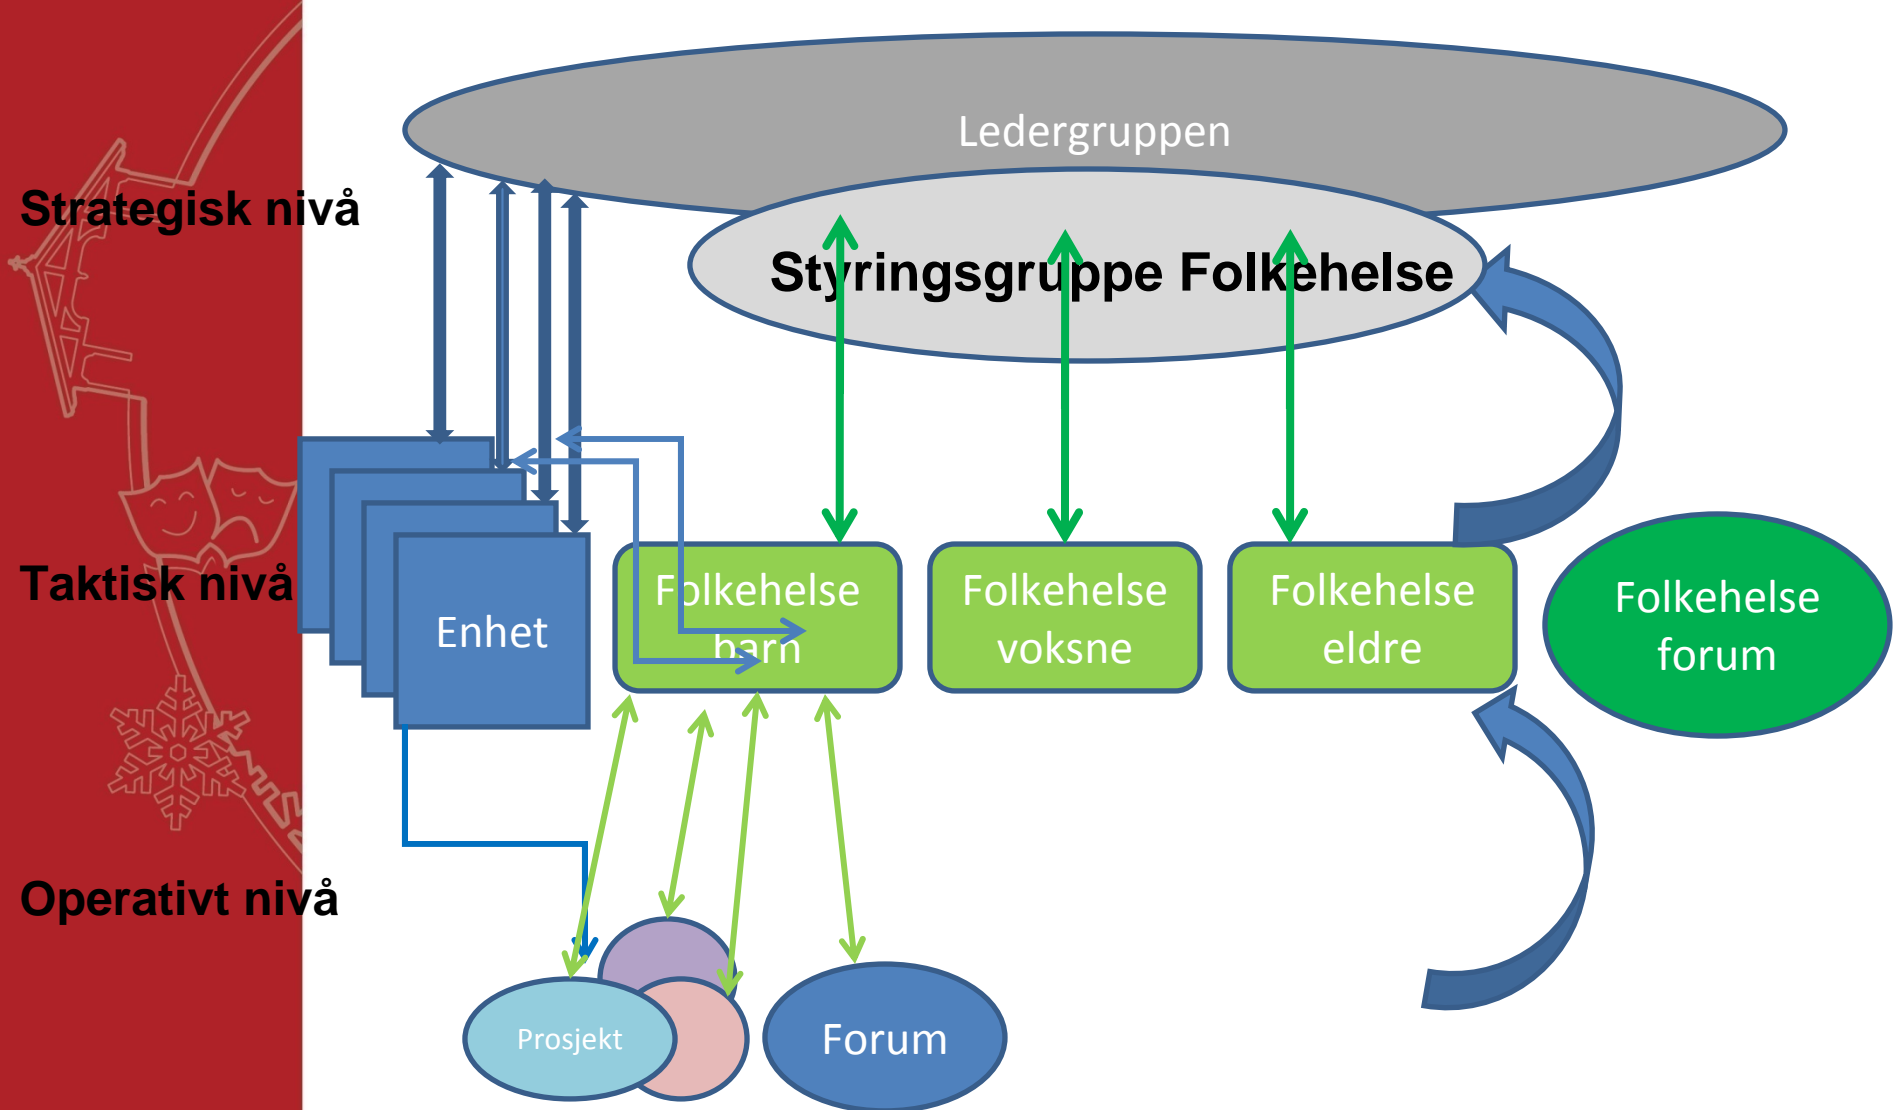 Ledergruppen
Strategisk nivå
Styringsgruppe Folkehelse
Taktisk nivå
Enhet
Folkehelse
barn
Folkehelse
voksne
Folkehelse
eldre
Folkehelse
forum
Operativt nivå
Prosjekt
Forum